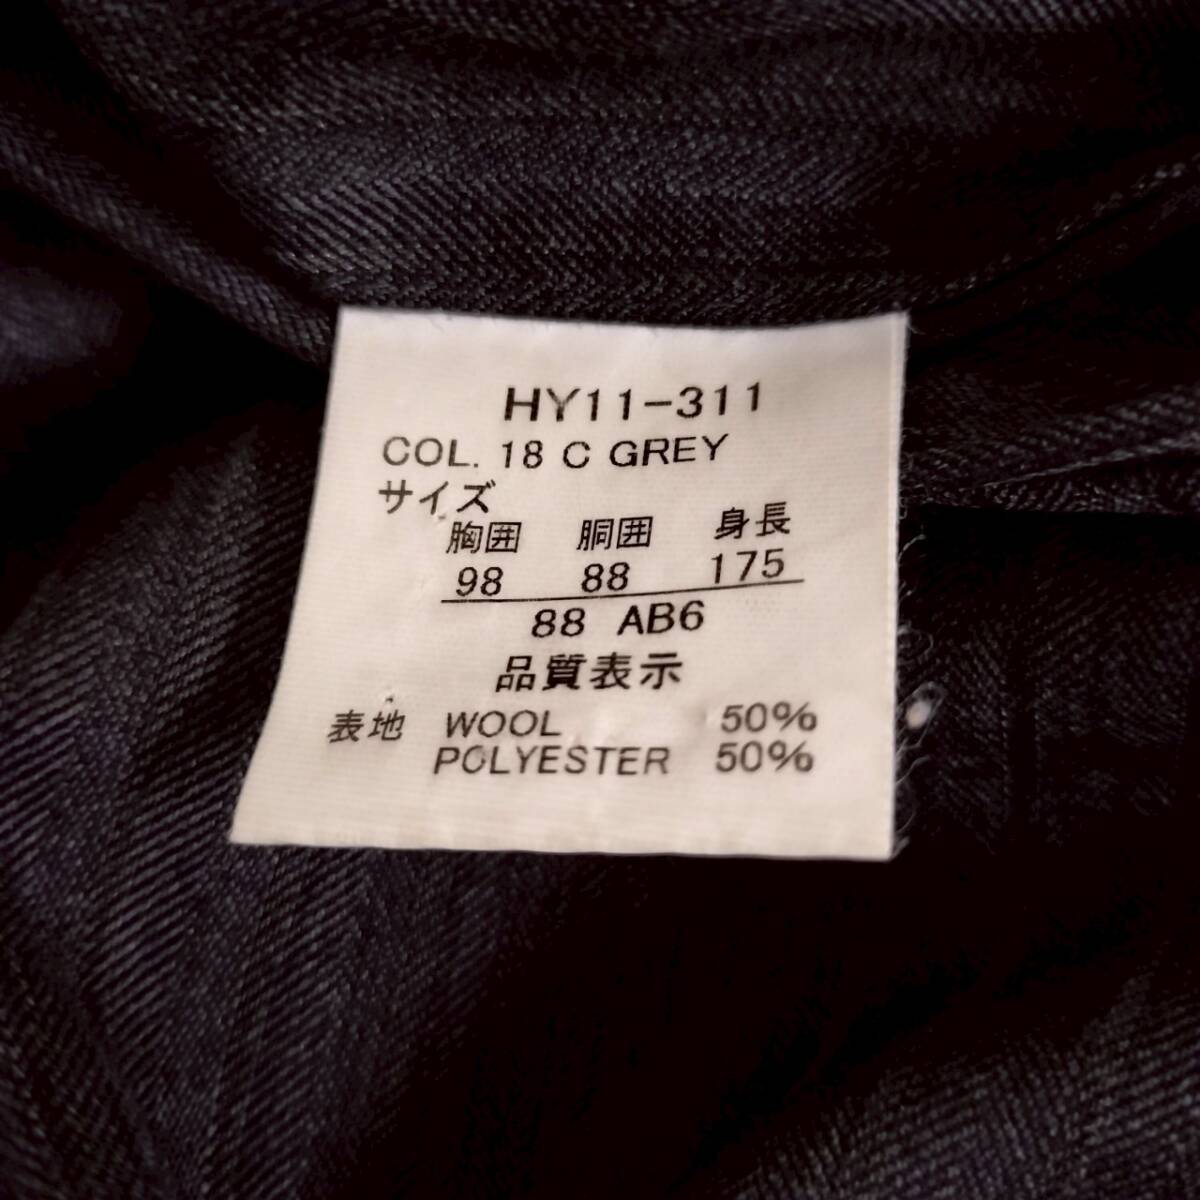 HY11-311
COL. 18 C GREY
サイズ
胸囲 胴囲 身長
98 88 175
88 AB6
品質表示
表地 WOOL 50%
POLYESTER 50%